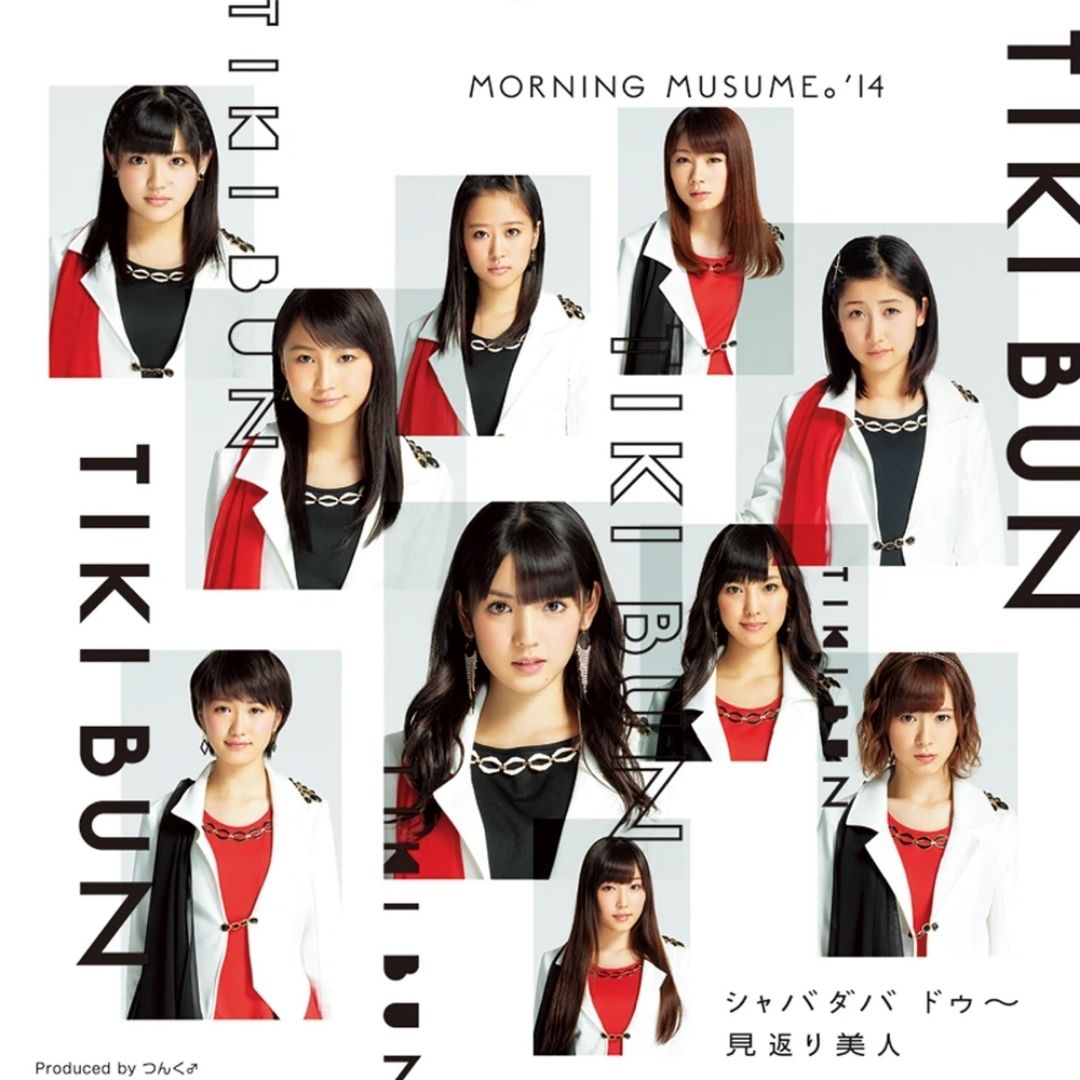 MORNING MUSUME。'14
TIKI BUN
TIKI BUN
TIKI BUN
TIKI BUN
TIKI BUN
TIKI BUN
シャバダバ ドゥ～
見返り美人
Produced by つんく♂